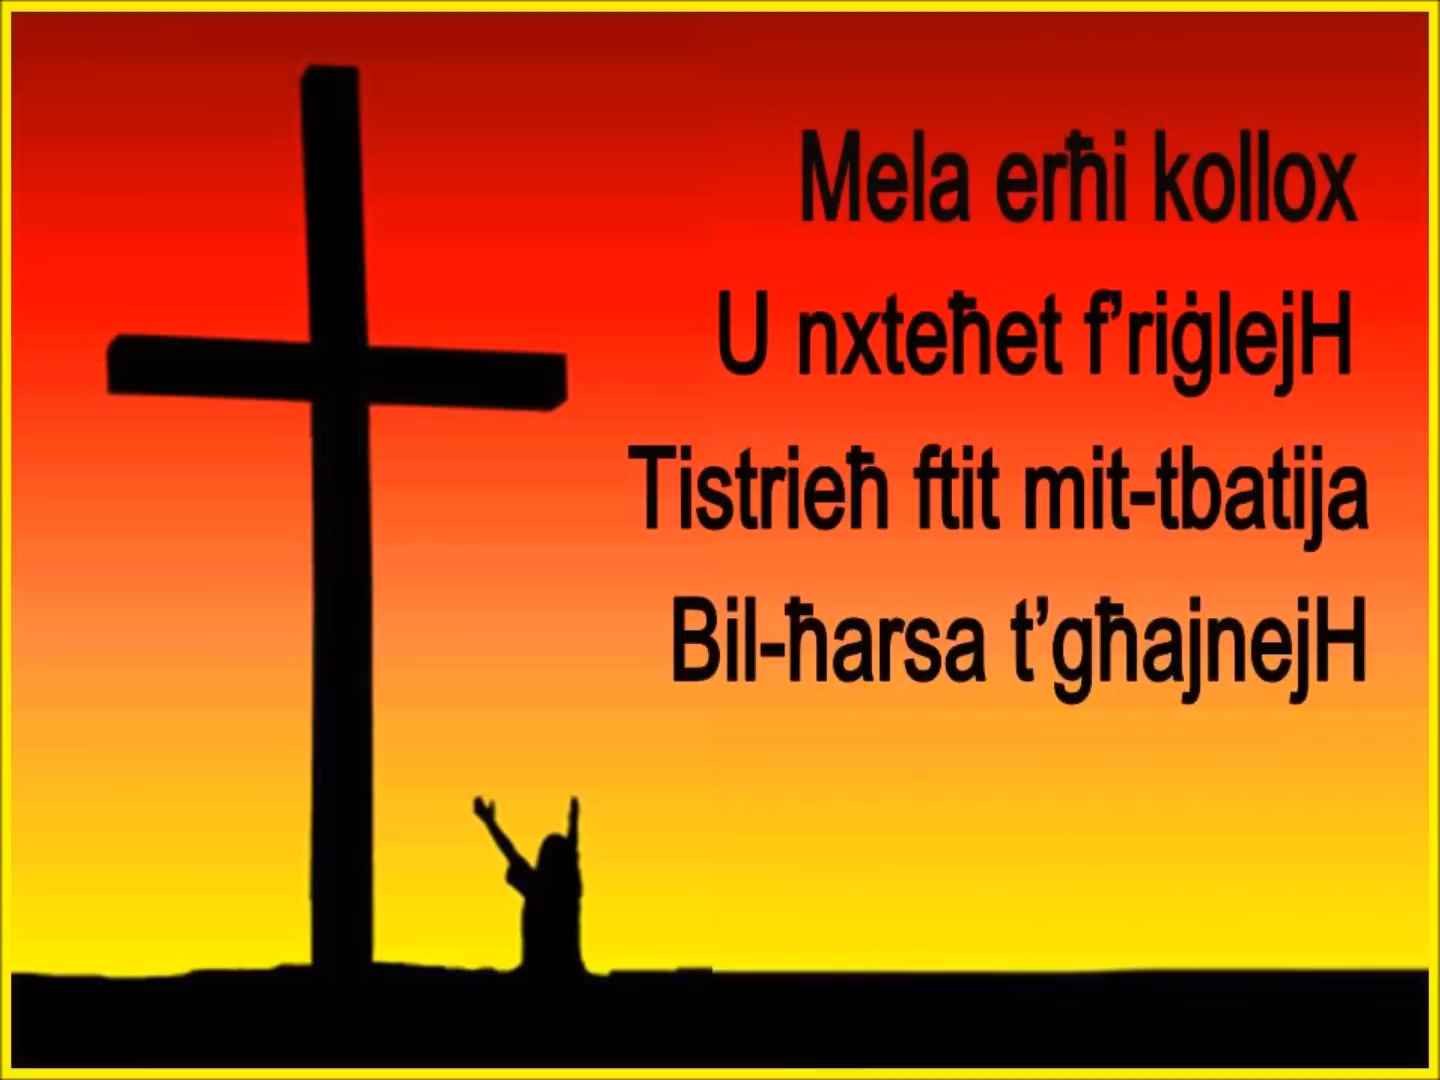 Mela erħi kollox
U nxteħet f’riġlejH
Tistrieħ ftit mit-tbatija
Bil-ħarsa t’għajnejH